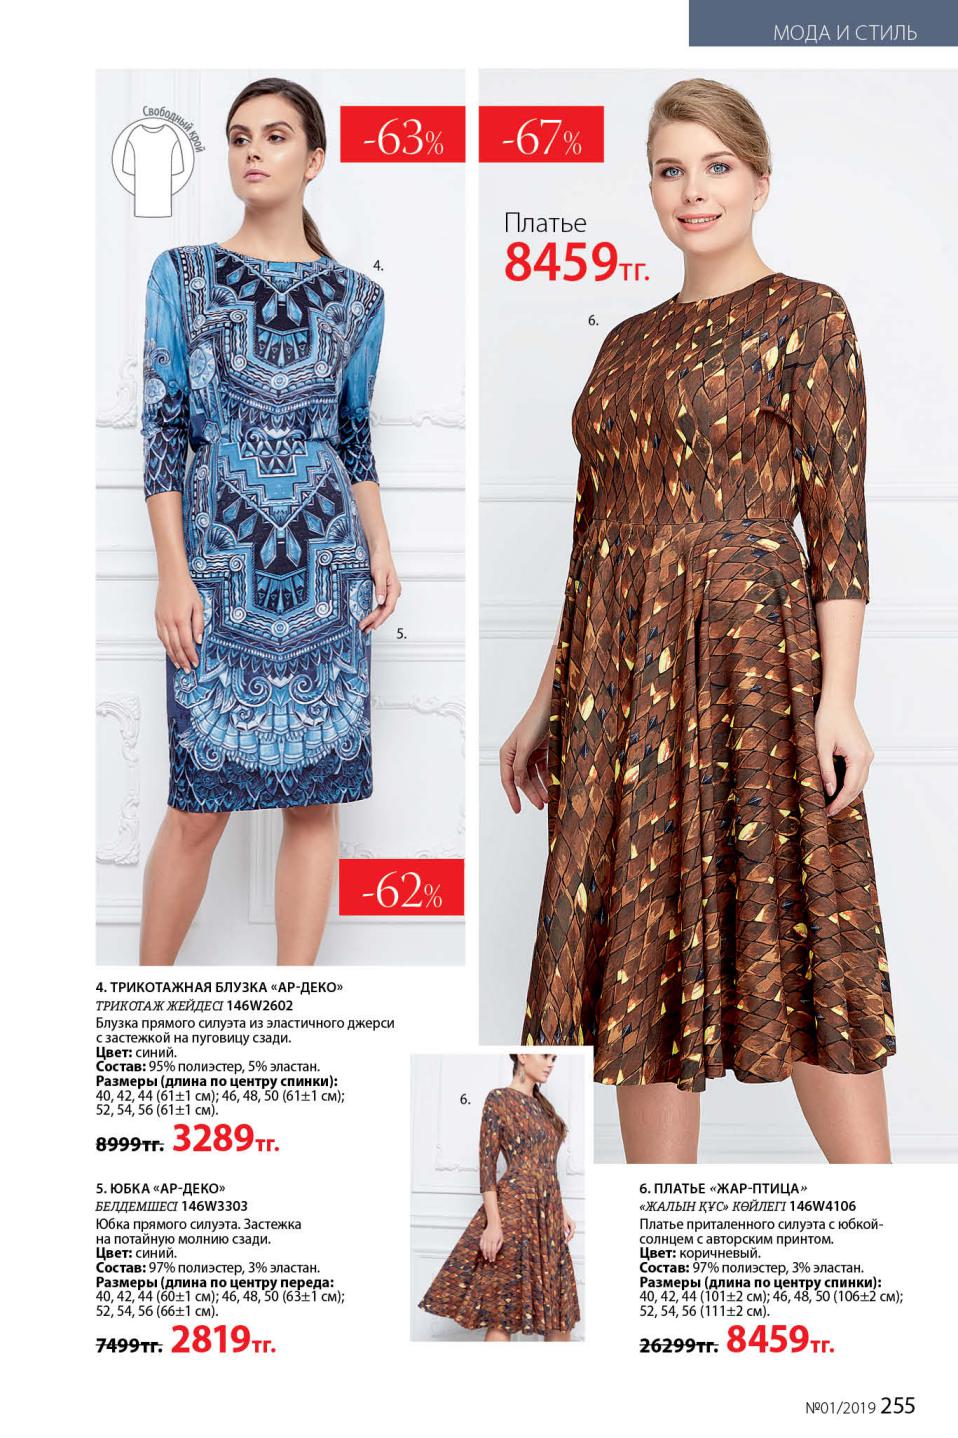 МОДА И СТИЛЬ
Свободный крой
-63%
4.
5.
-62%
-67%
Платье
8459тг.
6.
4. ТРИКОТАЖНАЯ БЛУЗКА «АР-ДЕКО»
ТРИКОТАЖ ЖЕЙДЕСІ 146W2602
Блузка прямого силуэта из эластичного джерси
с застежкой на пуговицу сзади.
Цвет: синий.
Состав: 95% полиэстер, 5% эластан.
Размеры (длина по центру спинки):
40, 42, 44 (61±1 см); 46, 48, 50 (61±1 см);
52, 54, 56 (61±1 см).
8999тг. 3289тг.
5. ЮБКА «АР-ДЕКО»
БЕЛДЕМШЕСІ 146W3303
Юбка прямого силуэта. Застежка
на потайную молнию сзади.
Цвет: синий.
Состав: 97% полиэстер, 3% эластан.
Размеры (длина по центру переда:
40, 42, 44 (60±1 см); 46, 48, 50 (63±1 см);
52, 54, 56 (66±1 см).
7499тг. 2819тг.
6.
6. ПЛАТЬЕ «ЖАР-ПТИЦА»
«ЖАЛЫН ҚҰС» КӨЙЛЕГІ 146W4106
Платье приталенного силуэта с юбкой-
солнцем с авторским принтом.
Цвет: коричневый.
Состав: 97% полиэстер, 3% эластан.
Размеры (длина по центру спинки):
40, 42, 44 (101±2 см); 46, 48, 50 (106±2 см);
52, 54, 56 (111±2 см).
26299тг. 8459тг.
№01/2019 255